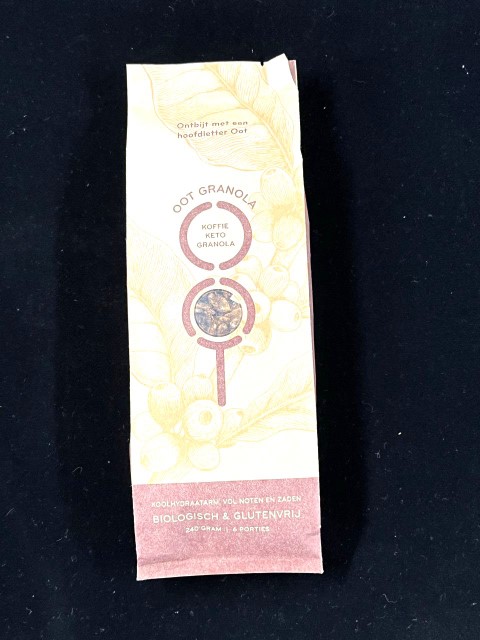 Ontbijt met een
hoofdletter Oot
OOT GRANOLA
KOFFIE
KETO
GRANOLA
KOOLHYDRAATARM, VOL NOTEN EN ZADEN
BIOLOGISCH & GLUTENVRIJ
240 GRAM | 6 PORTIES